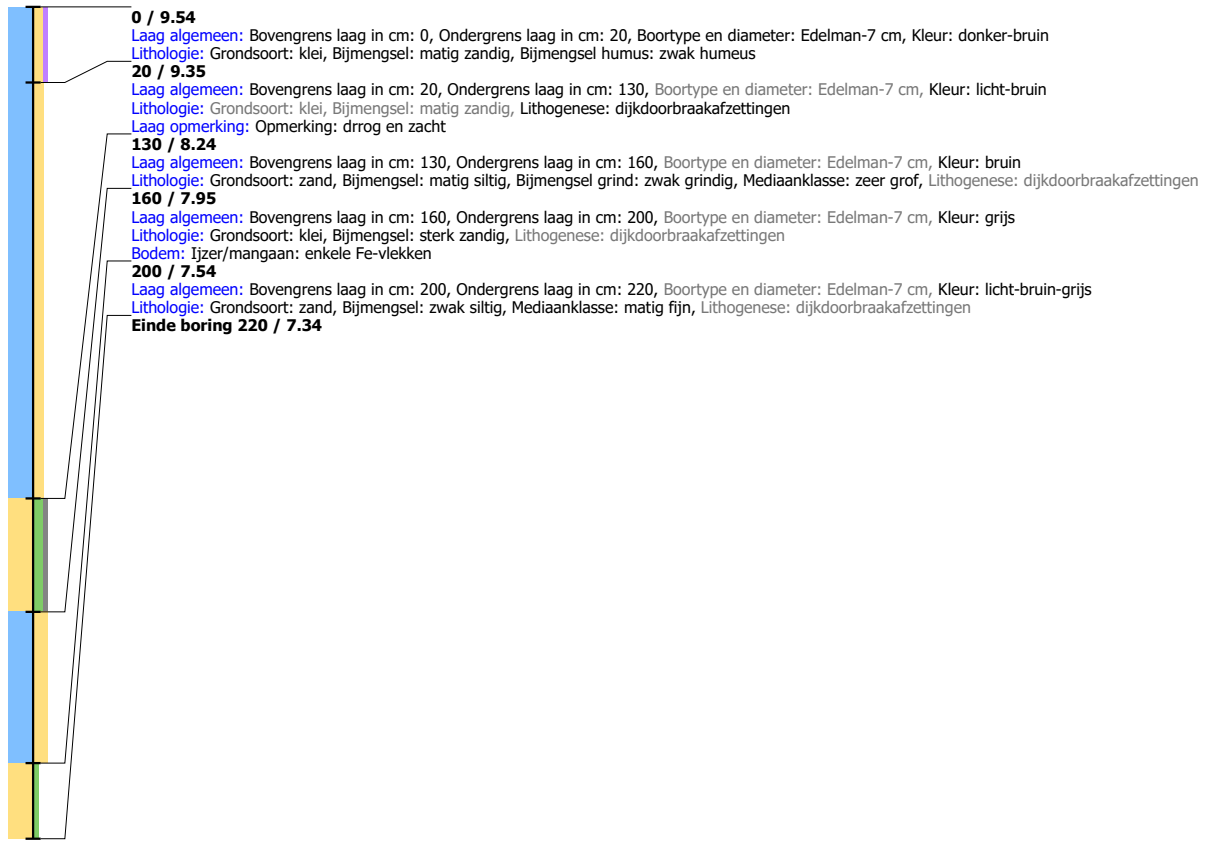 0 / 9.54
Laag algemeen: Bovengrens laag in cm: 0, Ondergrens laag in cm: 20, Boortype en diameter: Edelman-7 cm, Kleur: donker-bruin
Lithologie: Grondsoort: klei, Bijmengsel: matig zandig, Bijmengsel humus: zwak humeus
20 / 9.35
Laag algemeen: Bovengrens laag in cm: 20, Ondergrens laag in cm: 130, Boortype en diameter: Edelman-7 cm, Kleur: licht-bruin
Lithologie: Grondsoort: klei, Bijmengsel: matig zandig, Lithogenese: dijkdoorbraakafzettingen
Laag opmerking: Opmerking: drrog en zacht
130 / 8.24
Laag algemeen: Bovengrens laag in cm: 130, Ondergrens laag in cm: 160, Boortype en diameter: Edelman-7 cm, Kleur: bruin
Lithologie: Grondsoort: zand, Bijmengsel: matig siltig, Bijmengsel grind: zwak grindig, Mediaanklasse: zeer grof, Lithogenese: dijkdoorbraakafzettingen
160 / 7.95
Laag algemeen: Bovengrens laag in cm: 160, Ondergrens laag in cm: 200, Boortype en diameter: Edelman-7 cm, Kleur: grijs
Lithologie: Grondsoort: klei, Bijmengsel: sterk zandig, Lithogenese: dijkdoorbraakafzettingen
Bodem: Ijzer/mangaan: enkele Fe-vlekken
200 / 7.54
Laag algemeen: Bovengrens laag in cm: 200, Ondergrens laag in cm: 220, Boortype en diameter: Edelman-7 cm, Kleur: licht-bruin-grijs
Lithologie: Grondsoort: zand, Bijmengsel: zwak siltig, Mediaanklasse: matig fijn, Lithogenese: dijkdoorbraakafzettingen
Einde boring 220 / 7.34